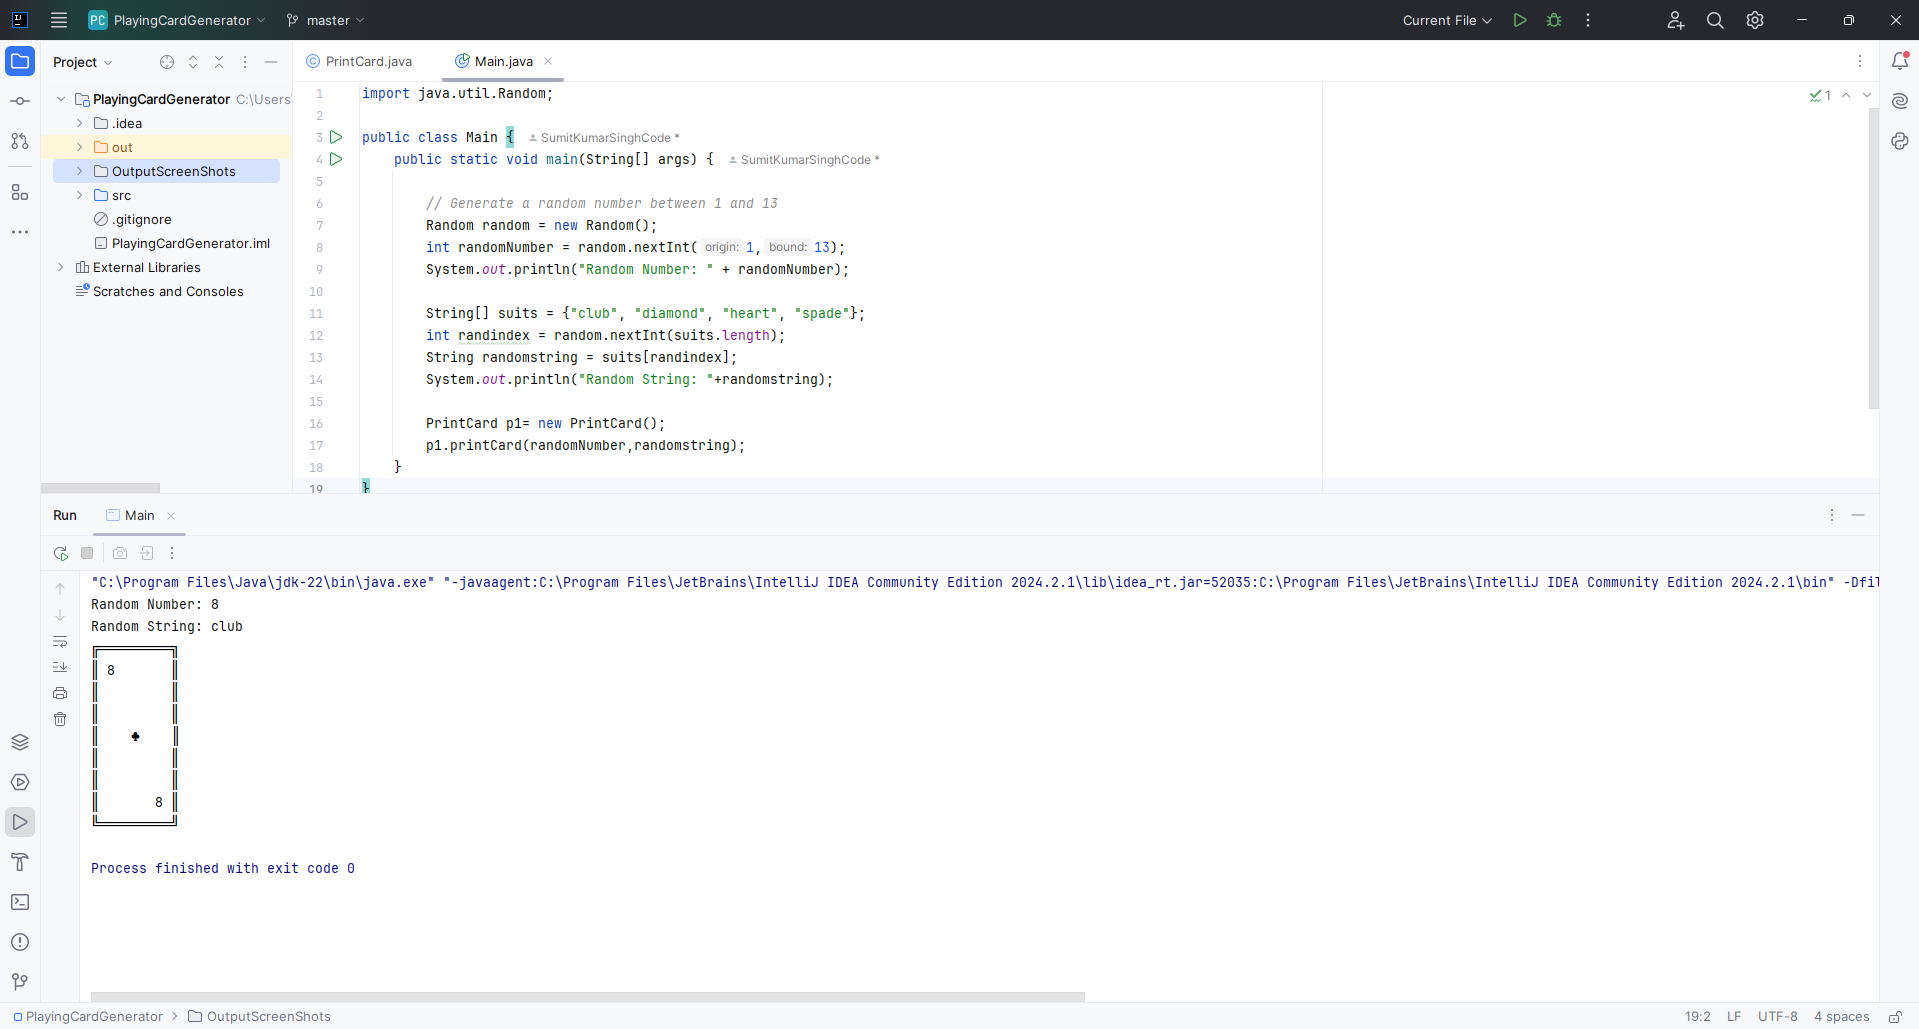 PC PlayingCardGenerator master Current File
Project
PrintCard.java Main.java
PlayingCardGenerator C:\Users
.idea
out
OutputScreenShots
src
.gitignore
PlayingCardGenerator.iml
External Libraries
Scratches and Consoles
1 import java.util.Random;
2
3 public class Main { SumitKumarSinghCode *
4 public static void main(String[] args) { SumitKumarSinghCode *
5
6 // Generate a random number between 1 and 13
7 Random random = new Random();
8 int randomNumber = random.nextInt( origin: 1, bound: 13);
9 System.out.println("Random Number: " + randomNumber);
10
11 String[] suits = {"club", "diamond", "heart", "spade"};
12 int randindex = random.nextInt(suits.length);
13 String randomstring = suits[randindex];
14 System.out.println("Random String: "+randomstring);
15
16 PrintCard p1= new PrintCard();
17 p1.printCard(randomNumber,randomstring);
18 }
19 }
1
Run Main
"C:\Program Files\Java\jdk-22\bin\java.exe" "-javaagent:C:\Program Files\JetBrains\IntelliJ IDEA Community Edition 2024.2.1\lib\idea_rt.jar=52035:C:\Program Files\JetBrains\IntelliJ IDEA Community Edition 2024.2.1\bin" -Dfil
Random Number: 8
Random String: club
╔═════════╗
║ 8       ║
║         ║
║         ║
║    ♣    ║
║         ║
║         ║
║       8 ║
╚═════════╝
Process finished with exit code 0
PlayingCardGenerator > OutputScreenShots 19:2 LF UTF-8 4 spaces